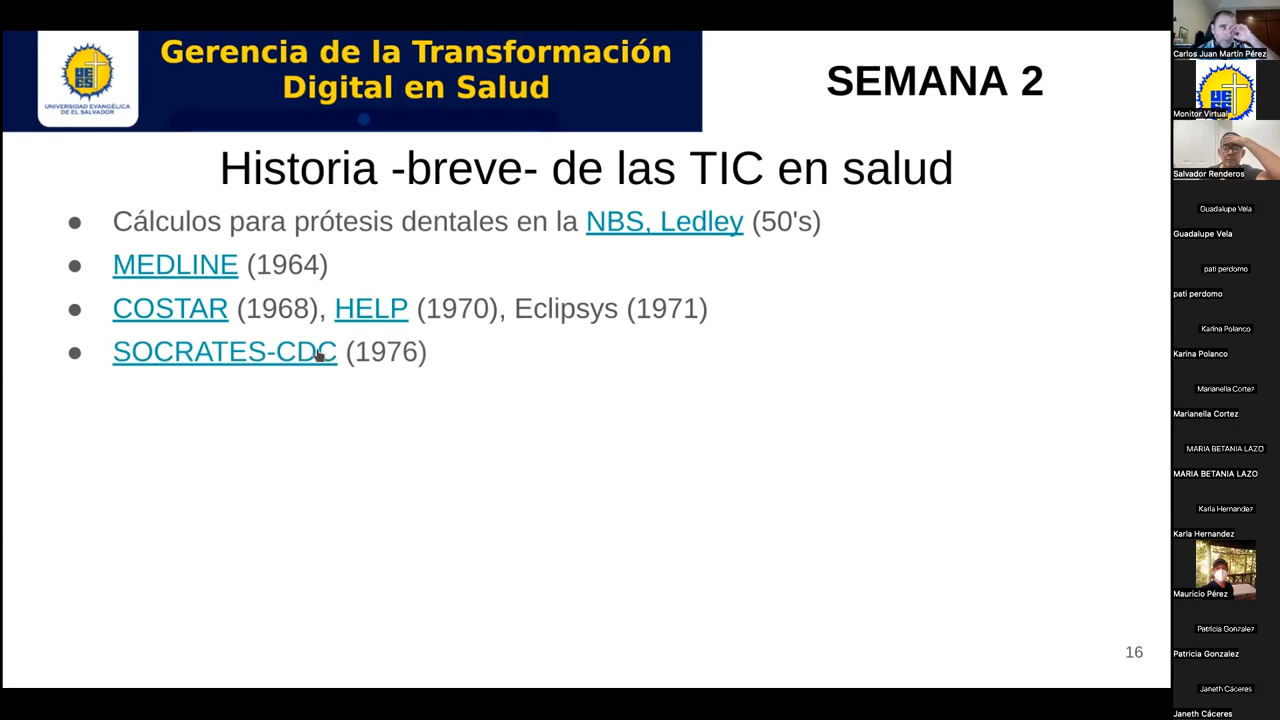 Gerencia de la Transformación
Digital en Salud
UEES
UNIVERSIDAD EVANGÉLICA
DE EL SALVADOR
SEMANA 2
Historia -breve- de las TIC en salud
● Cálculos para prótesis dentales en la NBS, Ledley (50's)
● MEDLINE (1964)
● COSTAR (1968), HELP (1970), Eclipsys (1971)
● SOCRATES-CDC (1976)
16
Carlos Juan Martín Pérez
UEES
Monitor Virtual
Salvador Renderos
Guadalupe Vela
Guadalupe Vela
pati perdomo
pati perdomo
Karina Polanco
Karina Polanco
Marianella Cortez
Marianella Cortez
MARIA BETANIA LAZO
MARIA BETANIA LAZO
Karla Hernandez
Karla Hernandez
Mauricio Pérez
Patricia Gonzalez
Patricia Gonzalez
Janeth Cáceres
Janeth Cáceres